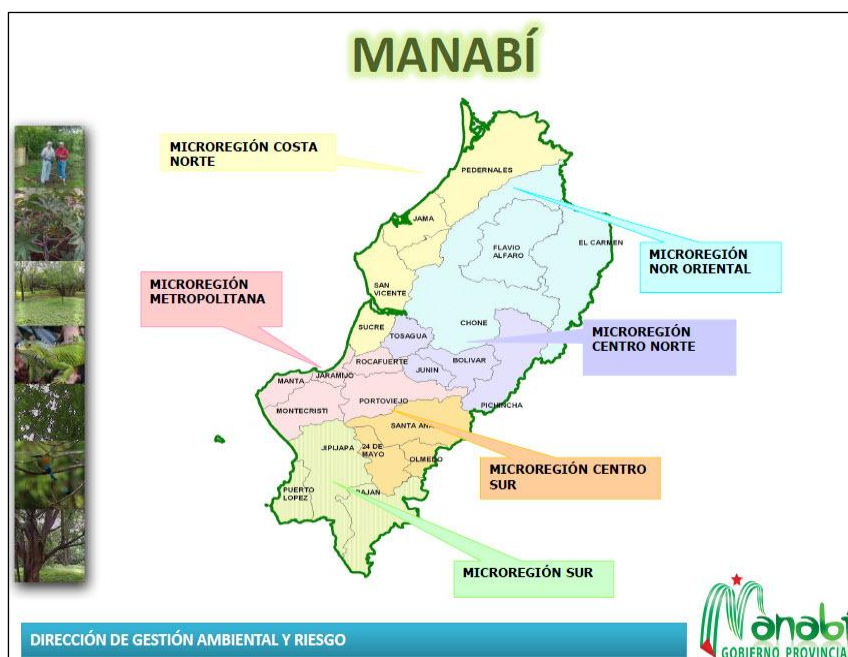 MANABÍ
MICROREGIÓN COSTA
NORTE
PEDERNALES
JAMA
FLAVIO
ALFARO
EL CARMEN
MICROREGIÓN
NOR ORIENTAL
MICROREGIÓN
METROPOLITANA
SAN
VICENTE
SUCRE
CHONE
TOSAGUA
MICROREGIÓN
CENTRO NORTE
ROCAFUERTE
BOLIVAR
JUNIN
JARAMIJO
MANTA
PORTOVIEJO
PICHINCHA
MONTECRISTI
SANTA ANA
JIPIJAPA
24 DE
MAYO
OLMEDO
MICROREGIÓN CENTRO
SUR
PUERTO
LOPEZ
PAJAN
MICROREGIÓN SUR
DIRECCIÓN DE GESTIÓN AMBIENTAL Y RIESGO
Manabí
GOBIERNO PROVINCIA